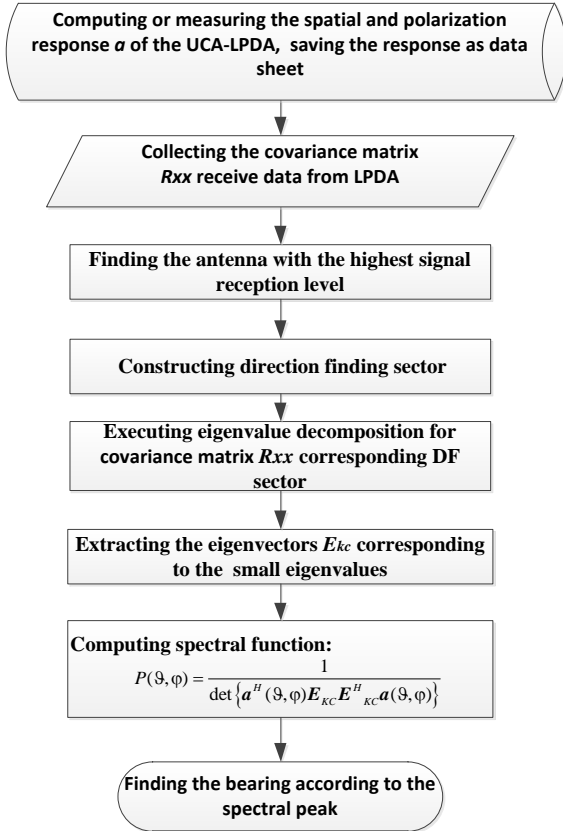 Computing or measuring the spatial and polarization
response a of the UCA-LPDA, saving the response as data
sheet
Collecting the covariance matrix
Rxx receive data from LPDA
Finding the antenna with the highest signal
reception level
Constructing direction finding sector
Executing eigenvalue decomposition for
covariance matrix Rxx corresponding DF
sector
Extracting the eigenvectors Ekc corresponding
to the small eigenvalues
Computing spectral function:
P(ϑ,φ) = 1 / det{a^H(ϑ,φ)E_KC E^H_KC a(ϑ,φ)}
Finding the bearing according to the
spectral peak